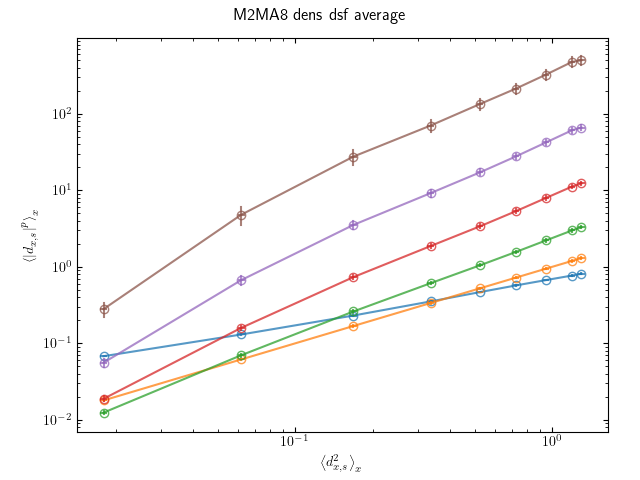 M2MA8 dens dsf average
⟨|d_{x,s}|^p⟩_x
10^2
10^1
10^0
10^{-1}
10^{-2}
10^{-1}
10^0
⟨d^2_{x,s}⟩_x